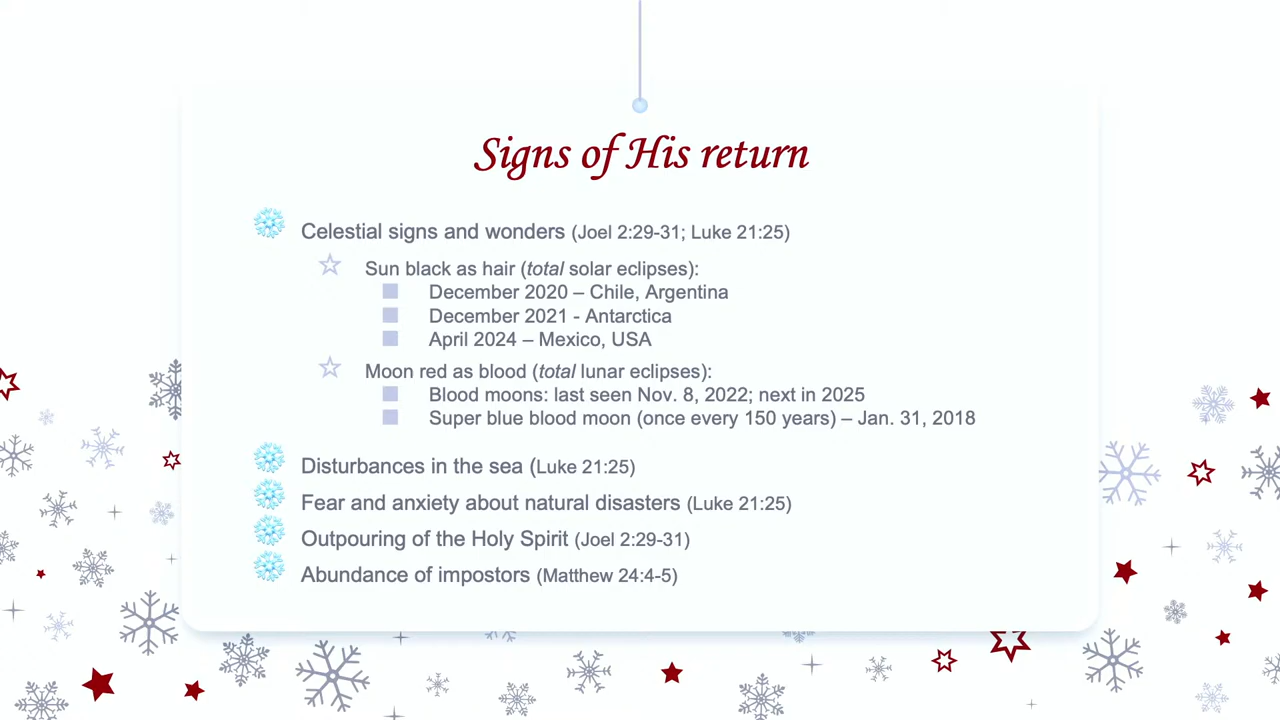 Signs of His return
Celestial signs and wonders (Joel 2:29-31; Luke 21:25)
Sun black as hair (total solar eclipses):
December 2020 – Chile, Argentina
December 2021 - Antarctica
April 2024 – Mexico, USA
Moon red as blood (total lunar eclipses):
Blood moons: last seen Nov. 8, 2022; next in 2025
Super blue blood moon (once every 150 years) – Jan. 31, 2018
Disturbances in the sea (Luke 21:25)
Fear and anxiety about natural disasters (Luke 21:25)
Outpouring of the Holy Spirit (Joel 2:29-31)
Abundance of impostors (Matthew 24:4-5)